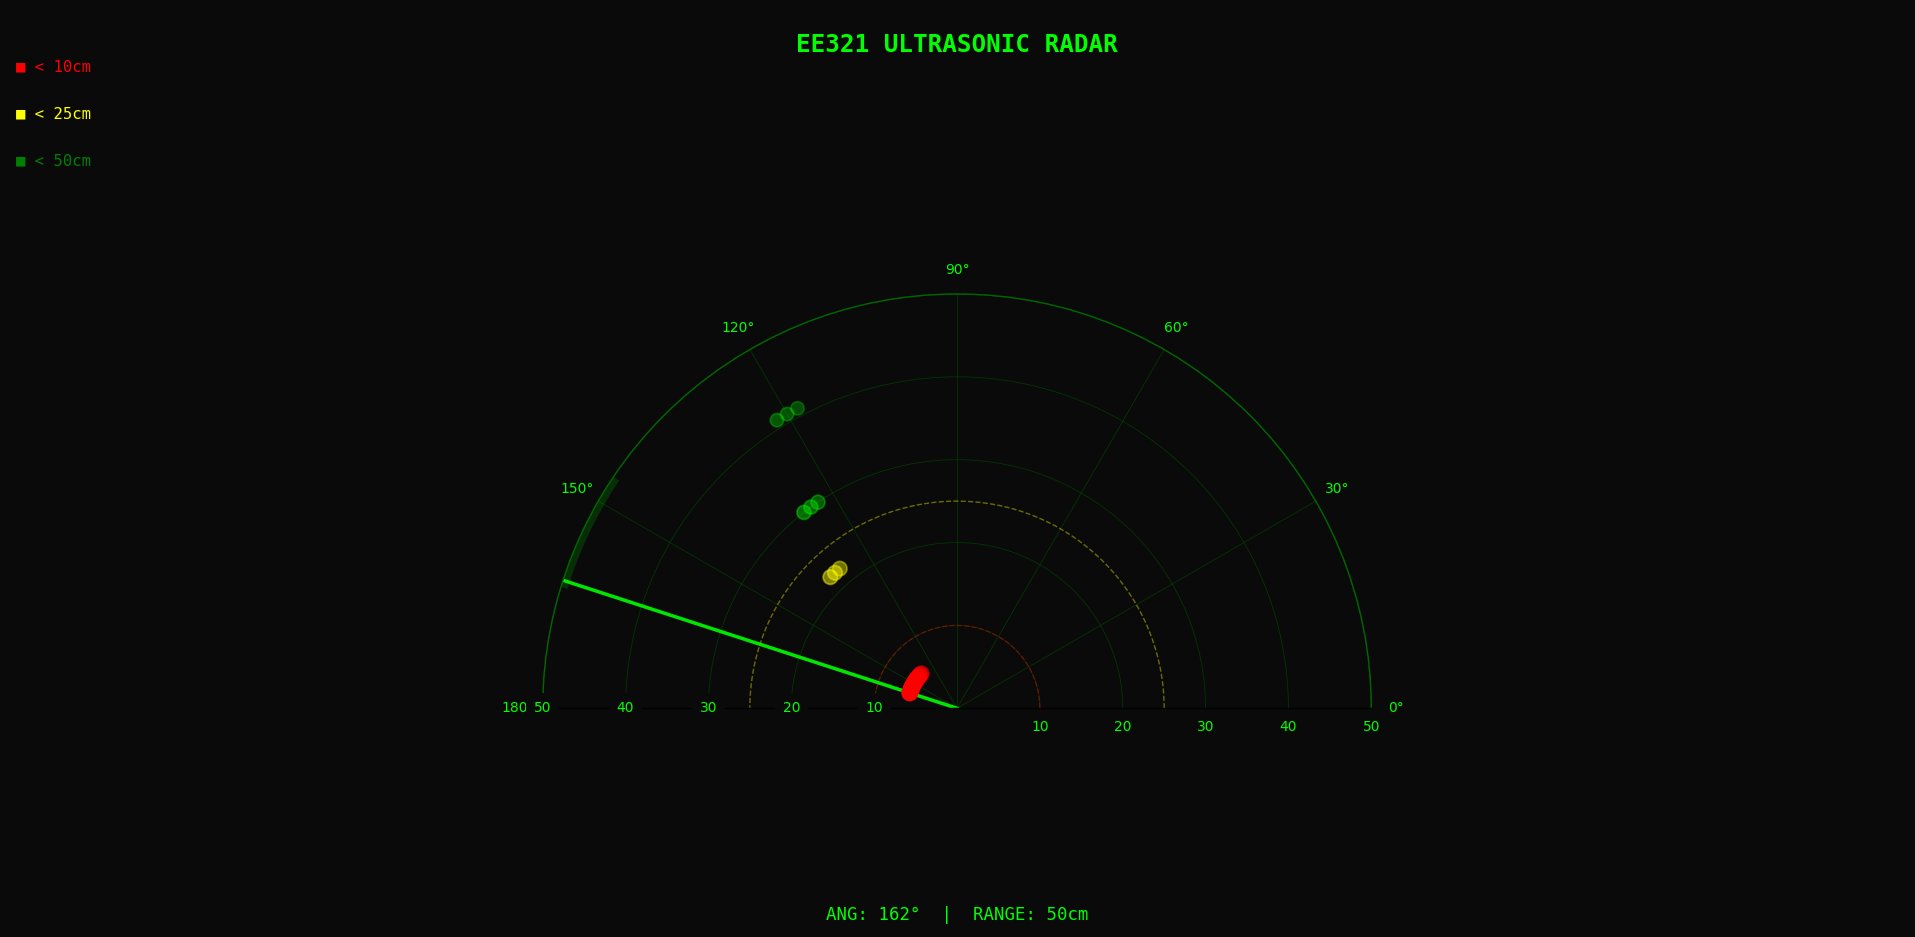 EE321 ULTRASONIC RADAR
■ < 10cm
■ < 25cm
■ < 50cm
90°
120°
60°
150°
30°
180 50 40 30 20 10 0°
10 20 30 40 50
ANG: 162° | RANGE: 50cm